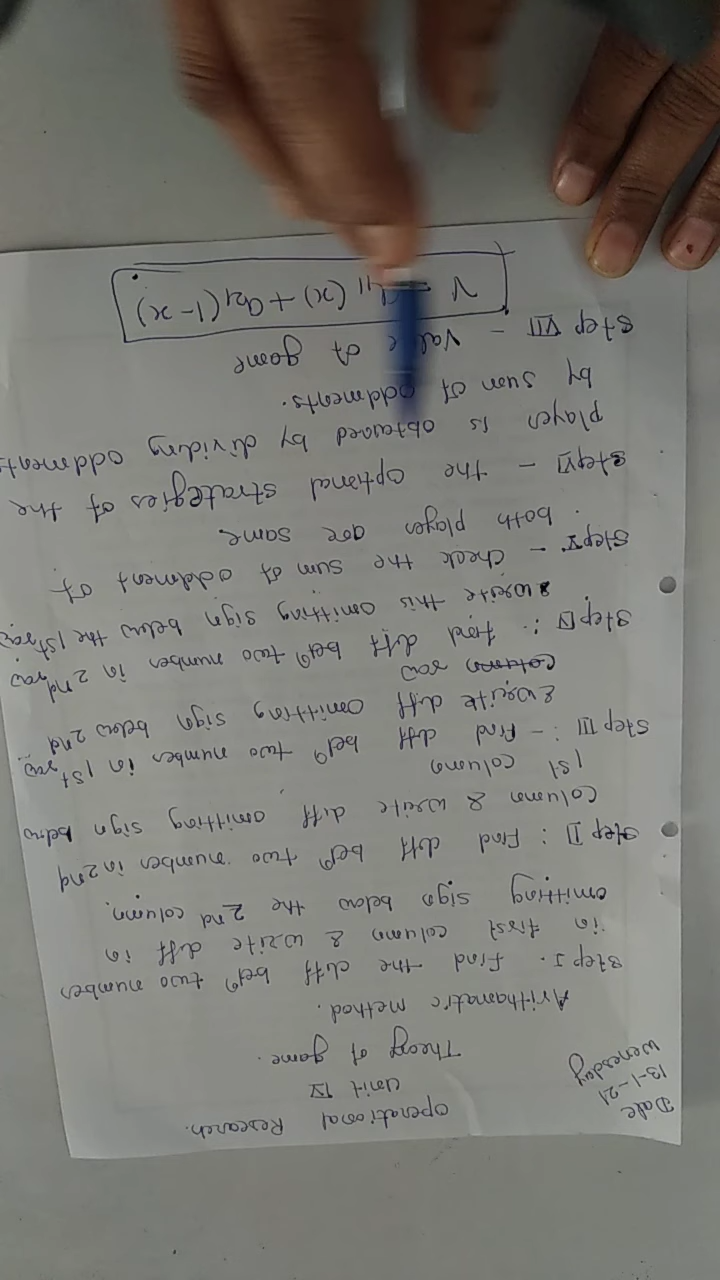 Date
13-1-21
wenesday
operational Research.
Unit IV
Theory of game.
Arithamatic method.
Step I. Find the diff betn two number
in first column & write diff in
omitting sign below the 2nd column.
Step II : Find diff betn two number in 2nd
column & write diff omitting sign below
1st column
Step III :- Find diff betn two number in 1st row.
& write diff omitting sign below 2nd
column row
Step IV :- find diff betn two number in 2nd row
& write this omitting sign below the 1st row
Step V - check the sum of oddment of
both player are same
Step VI - the optional strategies of the
player is obtained by dividing oddments
by sum of oddments.
Step VII - Value of game
V = a11 (x) + a21 (1-x)